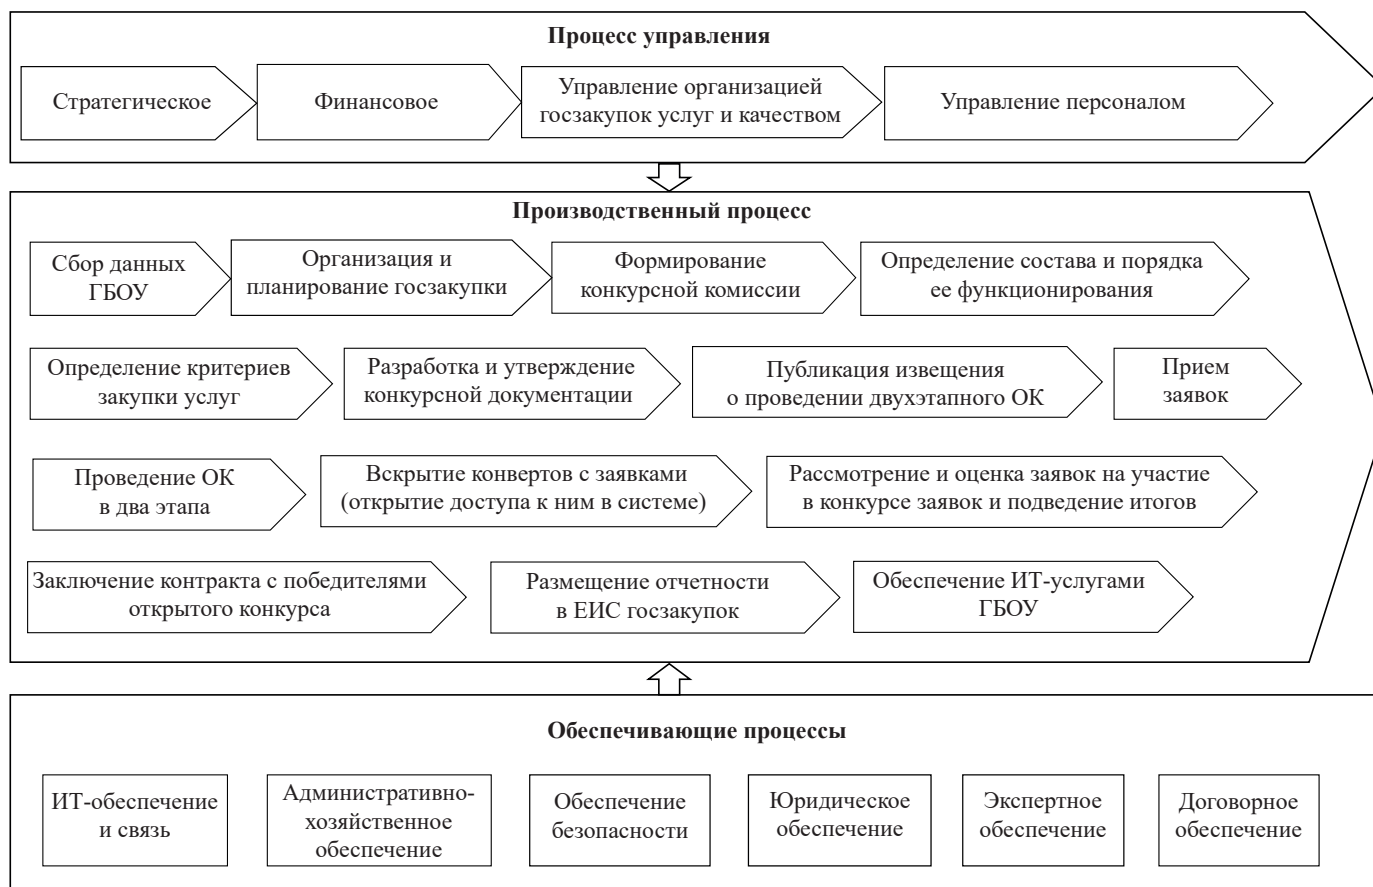 Процесс управления
Стратегическое
Финансовое
Управление организацией
госзакупок услуг и качеством
Управление персоналом
Производственный процесс
Сбор данных
ГБОУ
Организация и
планирование госзакупки
Формирование
конкурсной комиссии
Определение состава и порядка
ее функционирования
Определение критериев
закупки услуг
Разработка и утверждение
конкурсной документации
Публикация извещения
о проведении двухэтапного ОК
Прием
заявок
Проведение ОК
в два этапа
Вскрытие конвертов с заявками
(открытие доступа к ним в системе)
Рассмотрение и оценка заявок на участие
в конкурсе заявок и подведение итогов
Заключение контракта с победителями
открытого конкурса
Размещение отчетности
в ЕИС госзакупок
Обеспечение ИТ-услугами
ГБОУ
Обеспечивающие процессы
ИТ-обеспечение
и связь
Административно-
хозяйственное
обеспечение
Обеспечение
безопасности
Юридическое
обеспечение
Экспертное
обеспечение
Договорное
обеспечение